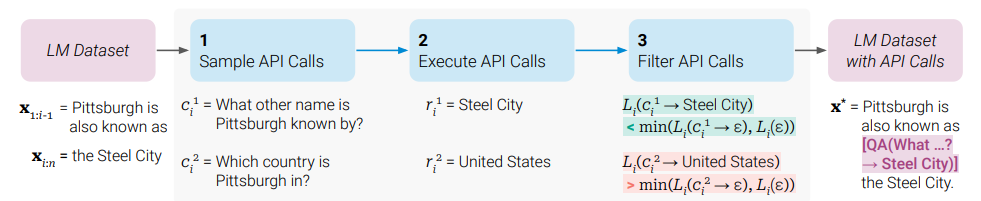 LM Dataset
1
Sample API Calls
2
Execute API Calls
3
Filter API Calls
LM Dataset
with API Calls
x1:i-1 = Pittsburgh is
also known as
xi:n = the Steel City
ci1 = What other name is
Pittsburgh known by?
ci2 = Which country is
Pittsburgh in?
ri1 = Steel City
ri2 = United States
Li(ci1 → Steel City)
< min(Li(ci1 → ε), Li(ε))
Li(ci2 → United States)
> min(Li(ci2 → ε), Li(ε))
x* = Pittsburgh is
also known as
[QA(What ...?
→ Steel City)]
the Steel City.